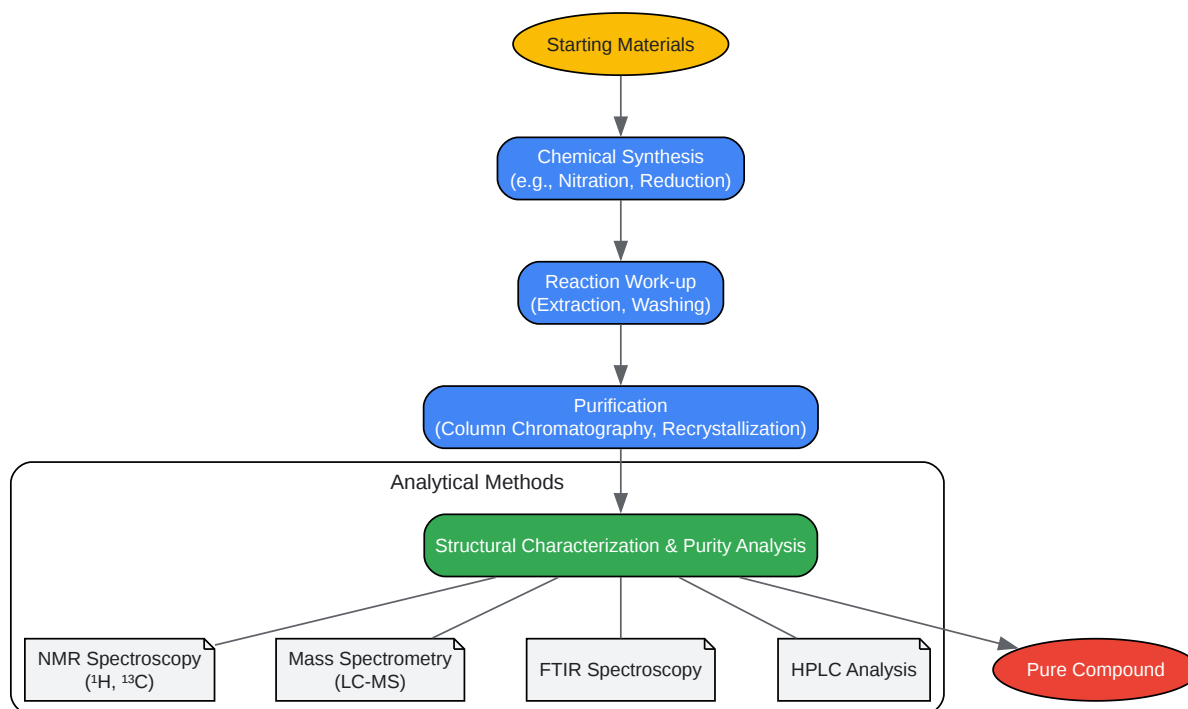 Starting Materials
Chemical Synthesis
(e.g., Nitration, Reduction)
Reaction Work-up
(Extraction, Washing)
Purification
(Column Chromatography, Recrystallization)
Analytical Methods
Structural Characterization & Purity Analysis
NMR Spectroscopy
(¹H, ¹³C)
Mass Spectrometry
(LC-MS)
FTIR Spectroscopy
HPLC Analysis
Pure Compound